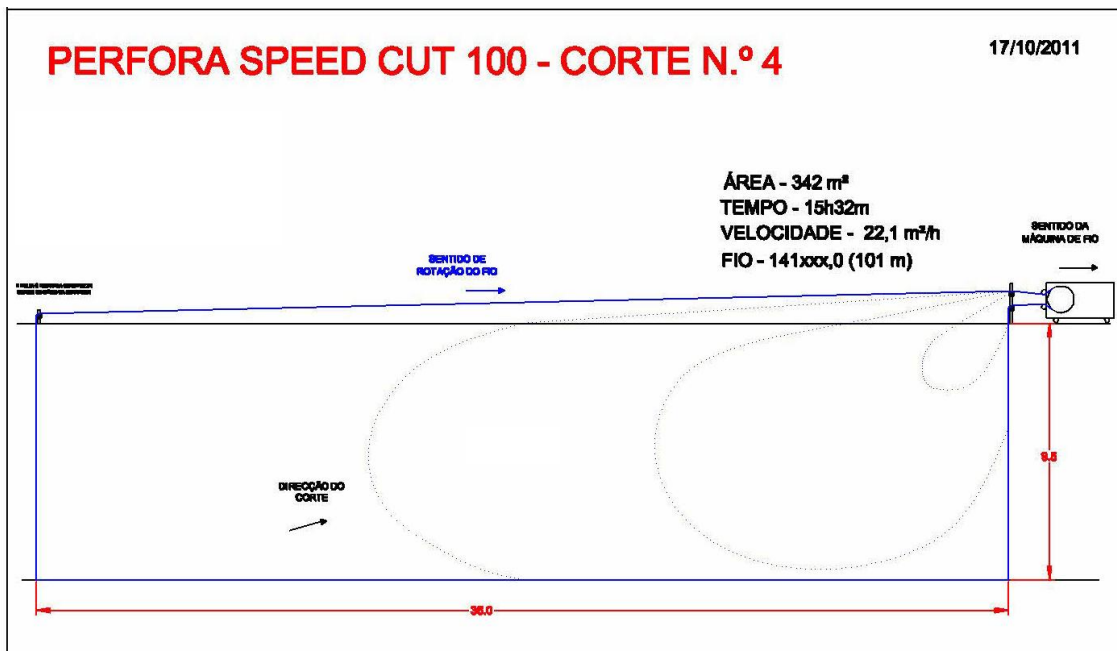 PERFORA SPEED CUT 100 - CORTE N.º 4
17/10/2011
ÁREA - 342 m²
TEMPO - 15h32m
VELOCIDADE - 22,1 m²/h
FIO - 141xxx,0 (101 m)
SENTIDO DA
MÁQUINA DE FIO
SENTIDO DE
ROTAÇÃO DO FIO
DIRECÇÃO DO
CORTE
9.5
36.0